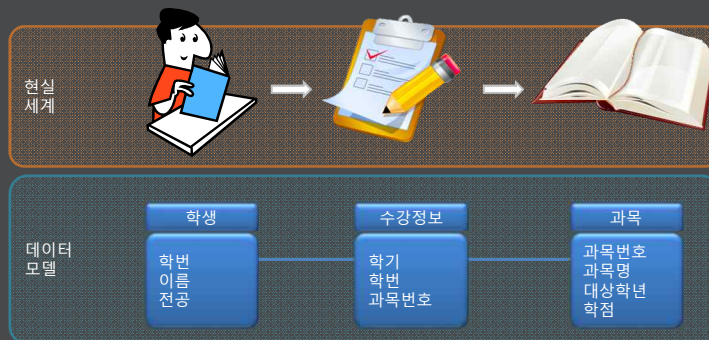 현실
세계
데이터
모델
학생
학번
이름
전공
수강정보
학기
학번
과목번호
과목
과목번호
과목명
대상학년
학점